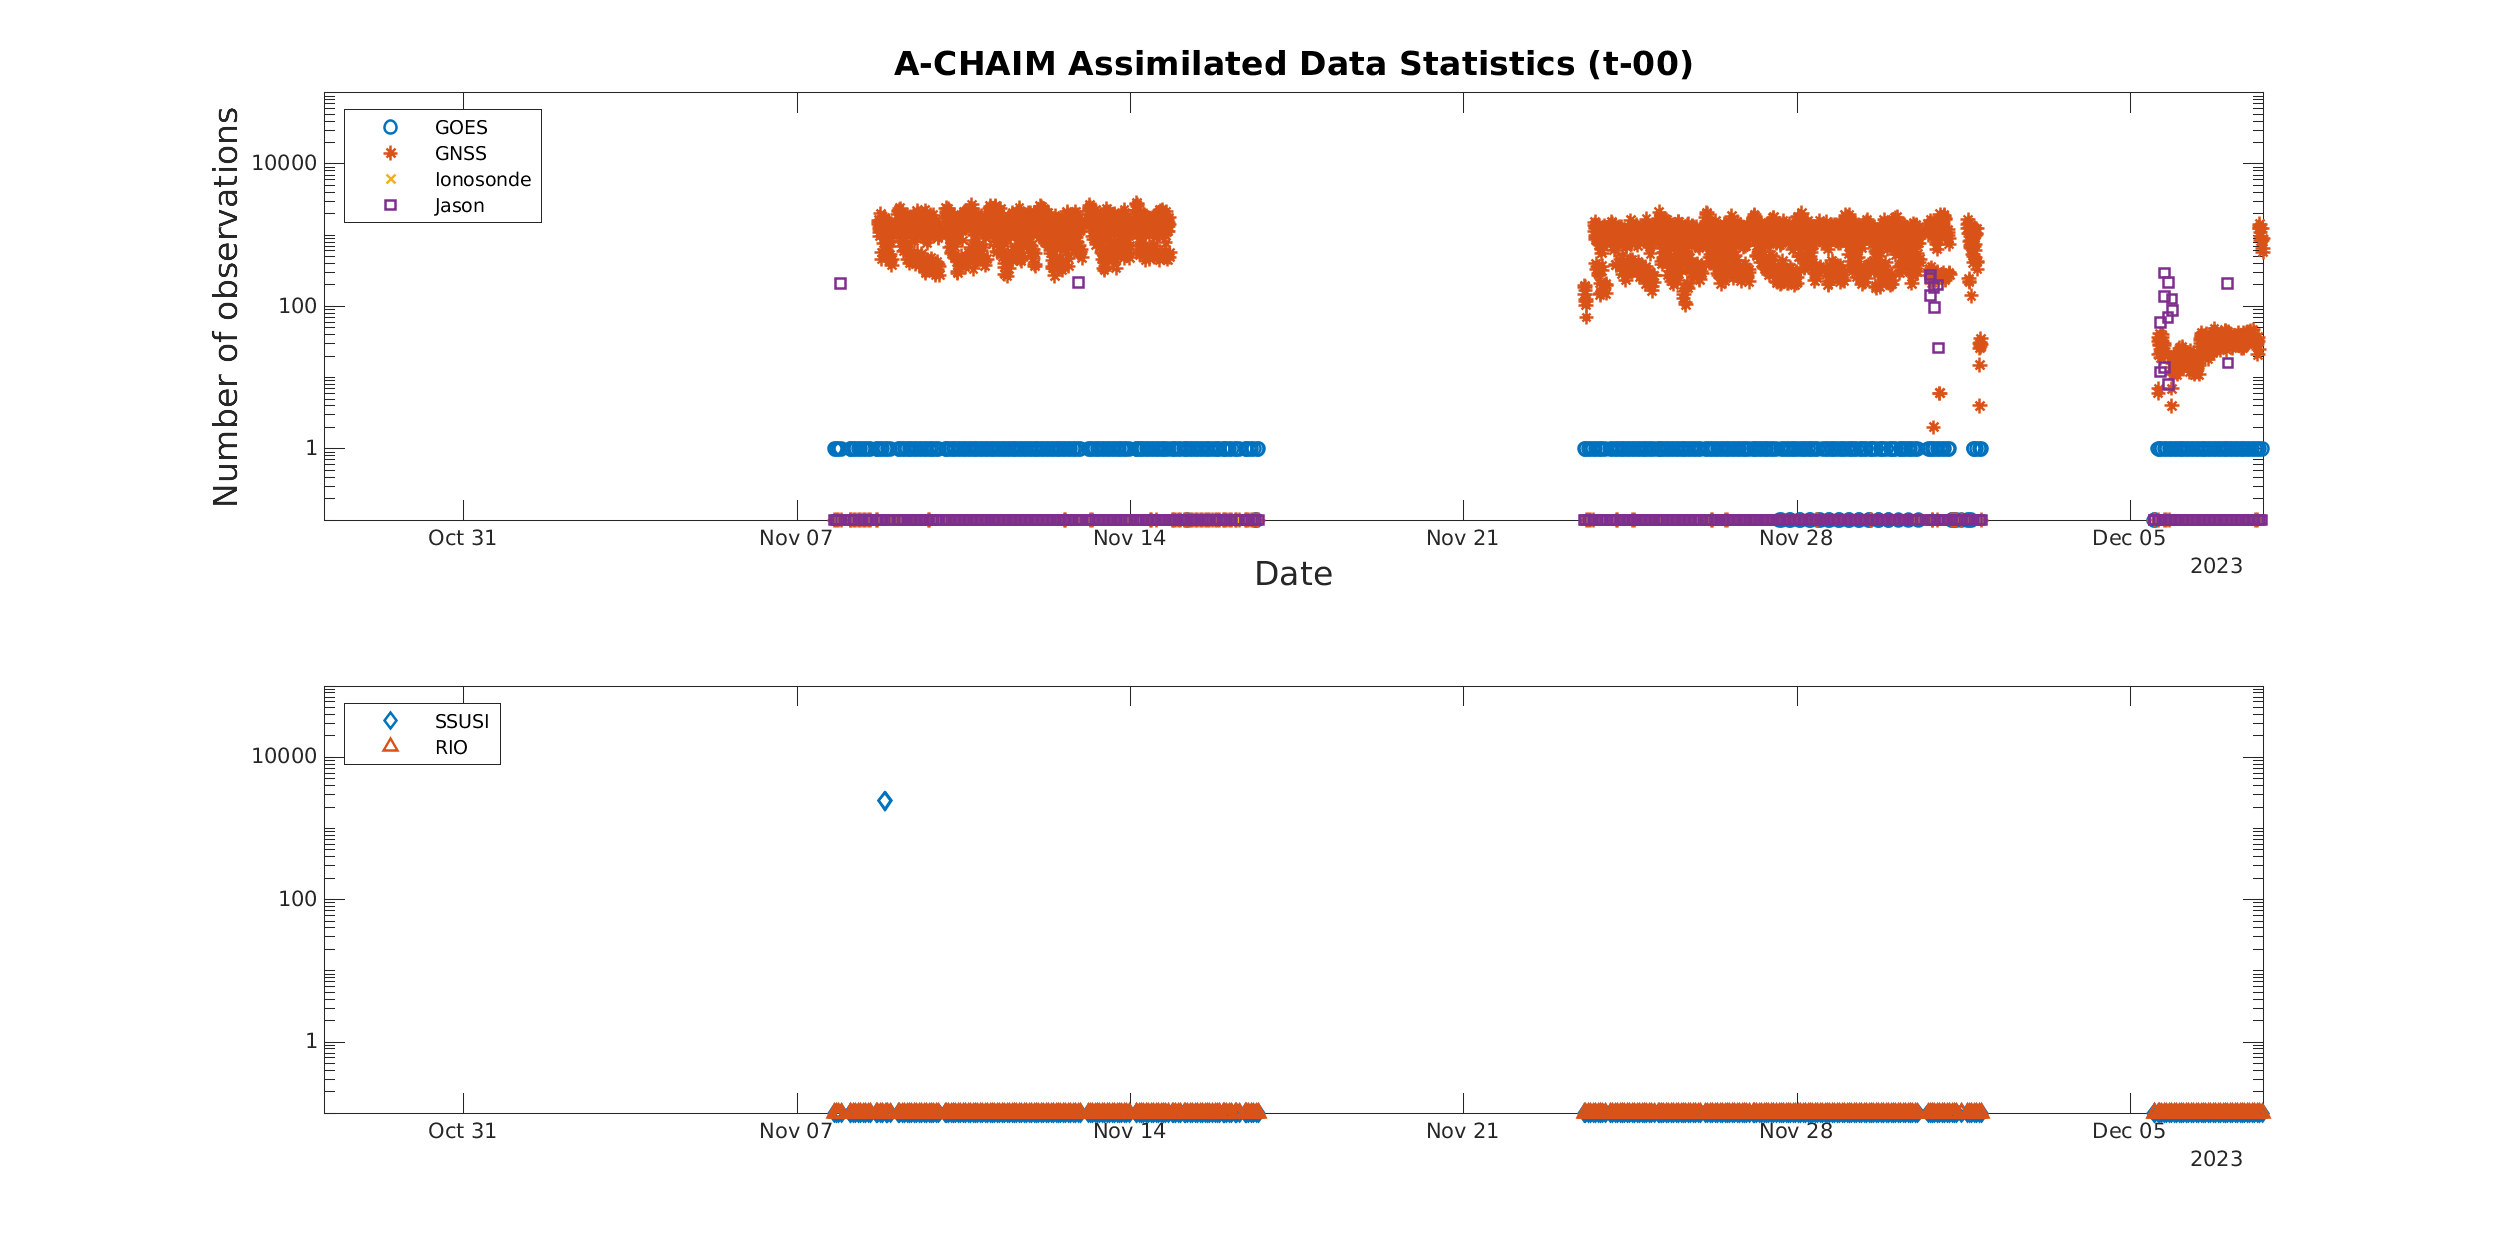 A-CHAIM Assimilated Data Statistics (t-00)
Number of observations
10000
100
1
GOES
GNSS
Ionosonde
Jason
Oct 31
Nov 07
Nov 14
Nov 21
Nov 28
Dec 05
2023
Date
10000
100
1
SSUSI
RIO
Oct 31
Nov 07
Nov 14
Nov 21
Nov 28
Dec 05
2023